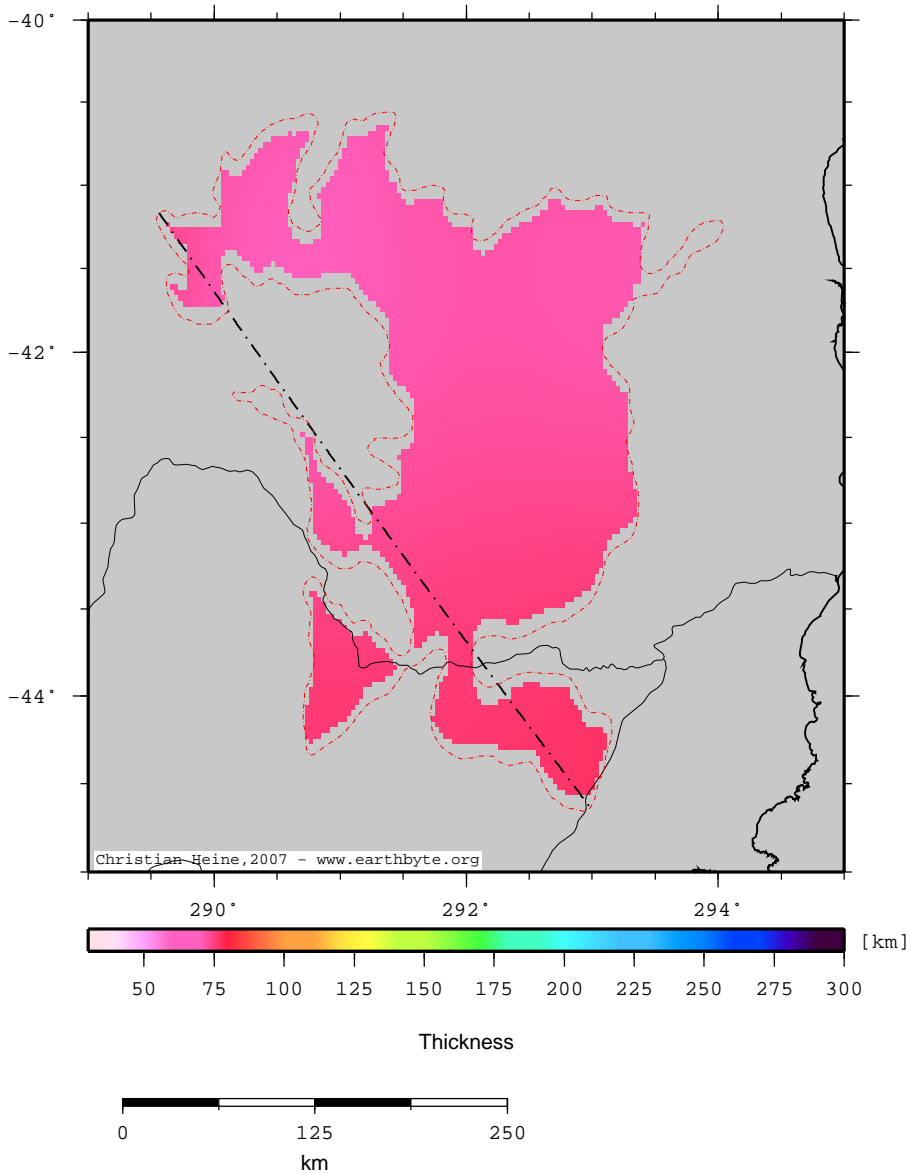 −40°
−42°
−44°
Christian Heine,2007 − www.earthbyte.org
290° 292° 294°
[km]
50 75 100 125 150 175 200 225 250 275 300
Thickness
0 125 250
km